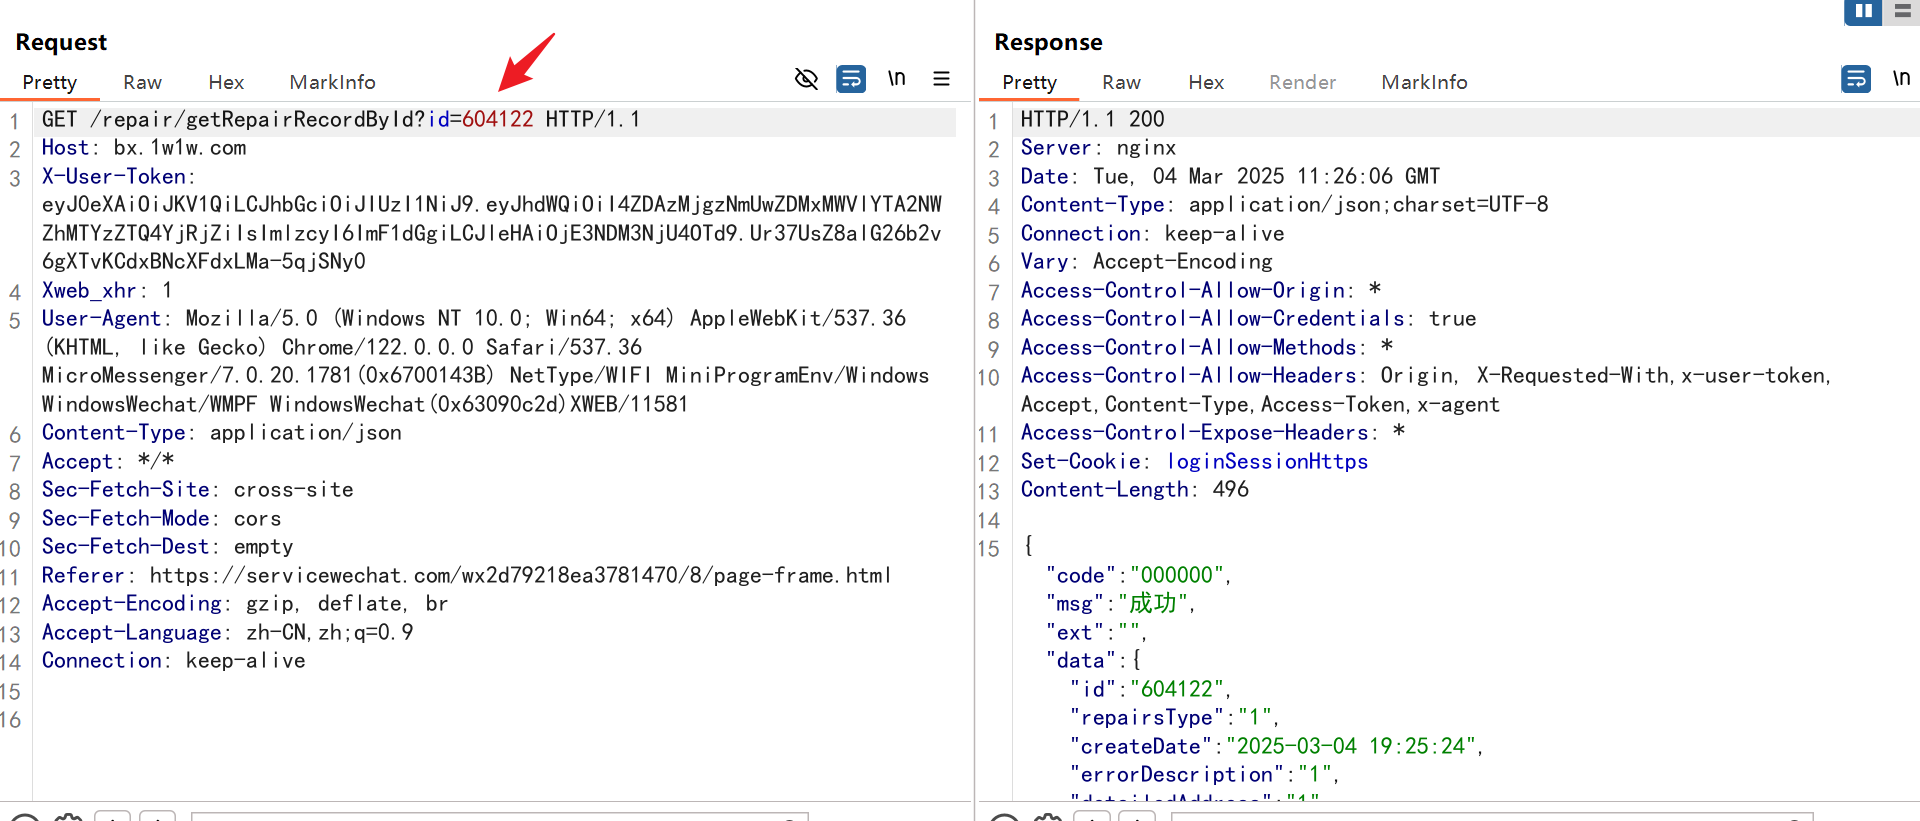 Request
Pretty Raw Hex MarkInfo \n
1 GET /repair/getRepairRecordById?id=604122 HTTP/1.1
2 Host: bx.1w1w.com
3 X-User-Token:
eyJ0eXAiOiJKV1QiLCJhbGciOiJIUzI1NiJ9.eyJhdWQiOiI4ZDAzMjgzNmUwZDMxMWVlYTA2NW
ZhMTYzZTQ4YjRjZiIsImlzcyI6ImF1dGgiLCJleHAiOjE3NDM3NjU4OTd9.Ur37UsZ8alG26b2v
6gXTvKCdxBNcXFdxLMa-5qjSNy0
4 Xweb_xhr: 1
5 User-Agent: Mozilla/5.0 (Windows NT 10.0; Win64; x64) AppleWebKit/537.36
(KHTML, like Gecko) Chrome/122.0.0.0 Safari/537.36
MicroMessenger/7.0.20.1781(0x6700143B) NetType/WIFI MiniProgramEnv/Windows
WindowsWechat/WMPF WindowsWechat(0x63090c2d)XWEB/11581
6 Content-Type: application/json
7 Accept: */*
8 Sec-Fetch-Site: cross-site
9 Sec-Fetch-Mode: cors
10 Sec-Fetch-Dest: empty
11 Referer: https://servicewechat.com/wx2d79218ea3781470/8/page-frame.html
12 Accept-Encoding: gzip, deflate, br
13 Accept-Language: zh-CN,zh;q=0.9
14 Connection: keep-alive
15
16
Response
Pretty Raw Hex Render MarkInfo \n
1 HTTP/1.1 200
2 Server: nginx
3 Date: Tue, 04 Mar 2025 11:26:06 GMT
4 Content-Type: application/json;charset=UTF-8
5 Connection: keep-alive
6 Vary: Accept-Encoding
7 Access-Control-Allow-Origin: *
8 Access-Control-Allow-Credentials: true
9 Access-Control-Allow-Methods: *
10 Access-Control-Allow-Headers: Origin, X-Requested-With,x-user-token,
Accept,Content-Type,Access-Token,x-agent
11 Access-Control-Expose-Headers: *
12 Set-Cookie: loginSessionHttps
13 Content-Length: 496
14
15 {
"code":"000000",
"msg":"成功",
"ext":"",
"data":{
"id":"604122",
"repairsType":"1",
"createDate":"2025-03-04 19:25:24",
"errorDescription":"1",
"detailedAddress":"1"